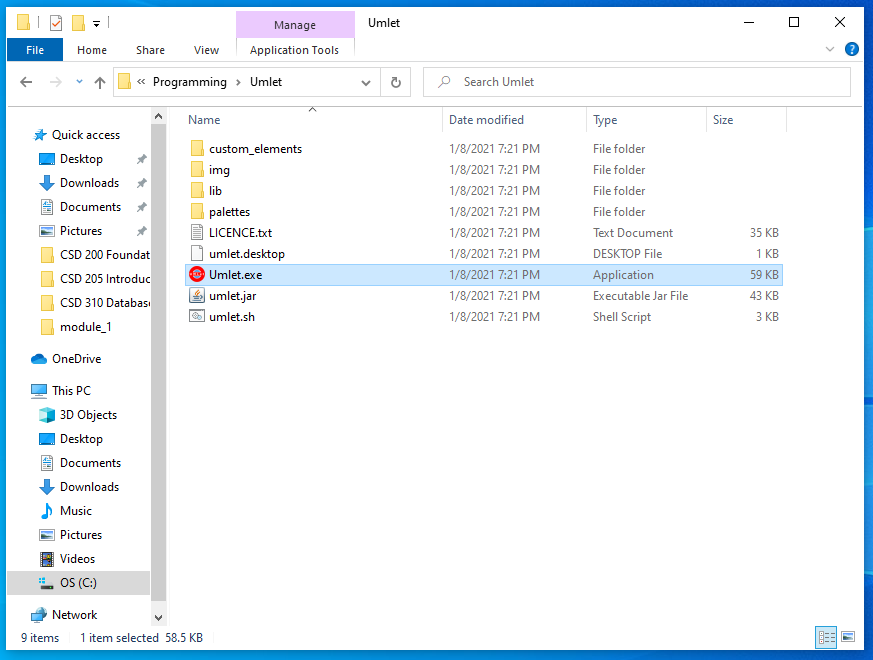 Manage
Umlet
File
Home
Share
View
Application Tools
« Programming › Umlet
Search Umlet
Name
Date modified
Type
Size
Quick access
Desktop
Downloads
Documents
Pictures
CSD 200 Foundat
CSD 205 Introduc
CSD 310 Database
module_1
OneDrive
This PC
3D Objects
Desktop
Documents
Downloads
Music
Pictures
Videos
OS (C:)
Network
custom_elements 1/8/2021 7:21 PM File folder
img 1/8/2021 7:21 PM File folder
lib 1/8/2021 7:21 PM File folder
palettes 1/8/2021 7:21 PM File folder
LICENCE.txt 1/8/2021 7:21 PM Text Document 35 KB
umlet.desktop 1/8/2021 7:21 PM DESKTOP File 1 KB
Umlet.exe 1/8/2021 7:21 PM Application 59 KB
umlet.jar 1/8/2021 7:21 PM Executable Jar File 43 KB
umlet.sh 1/8/2021 7:21 PM Shell Script 3 KB
9 items 1 item selected 58.5 KB